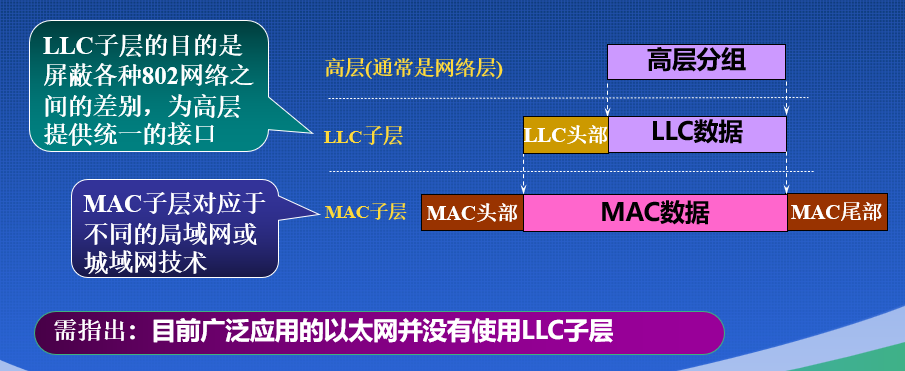 LLC子层的目的是
屏蔽各种802网络之
间的差别，为高层
提供统一的接口
高层(通常是网络层)
高层分组
LLC子层
LLC头部
LLC数据
MAC子层对应于
不同的局域网或
城域网技术
MAC子层
MAC头部
MAC数据
MAC尾部
需指出：目前广泛应用的以太网并没有使用LLC子层